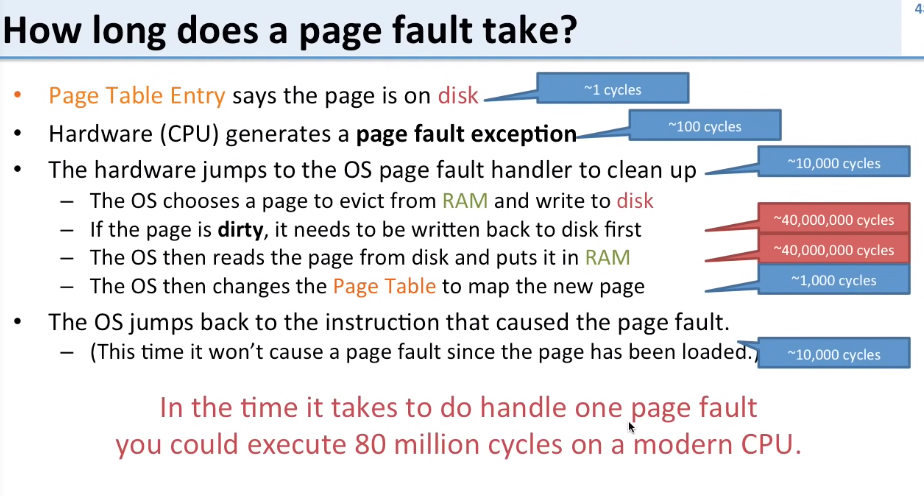 How long does a page fault take?
• Page Table Entry says the page is on disk
~1 cycles
• Hardware (CPU) generates a page fault exception
~100 cycles
• The hardware jumps to the OS page fault handler to clean up
~10,000 cycles
– The OS chooses a page to evict from RAM and write to disk
– If the page is dirty, it needs to be written back to disk first
~40,000,000 cycles
– The OS then reads the page from disk and puts it in RAM
~40,000,000 cycles
– The OS then changes the Page Table to map the new page
~1,000 cycles
• The OS jumps back to the instruction that caused the page fault.
– (This time it won't cause a page fault since the page has been loaded.)
~10,000 cycles
In the time it takes to do handle one page fault
you could execute 80 million cycles on a modern CPU.